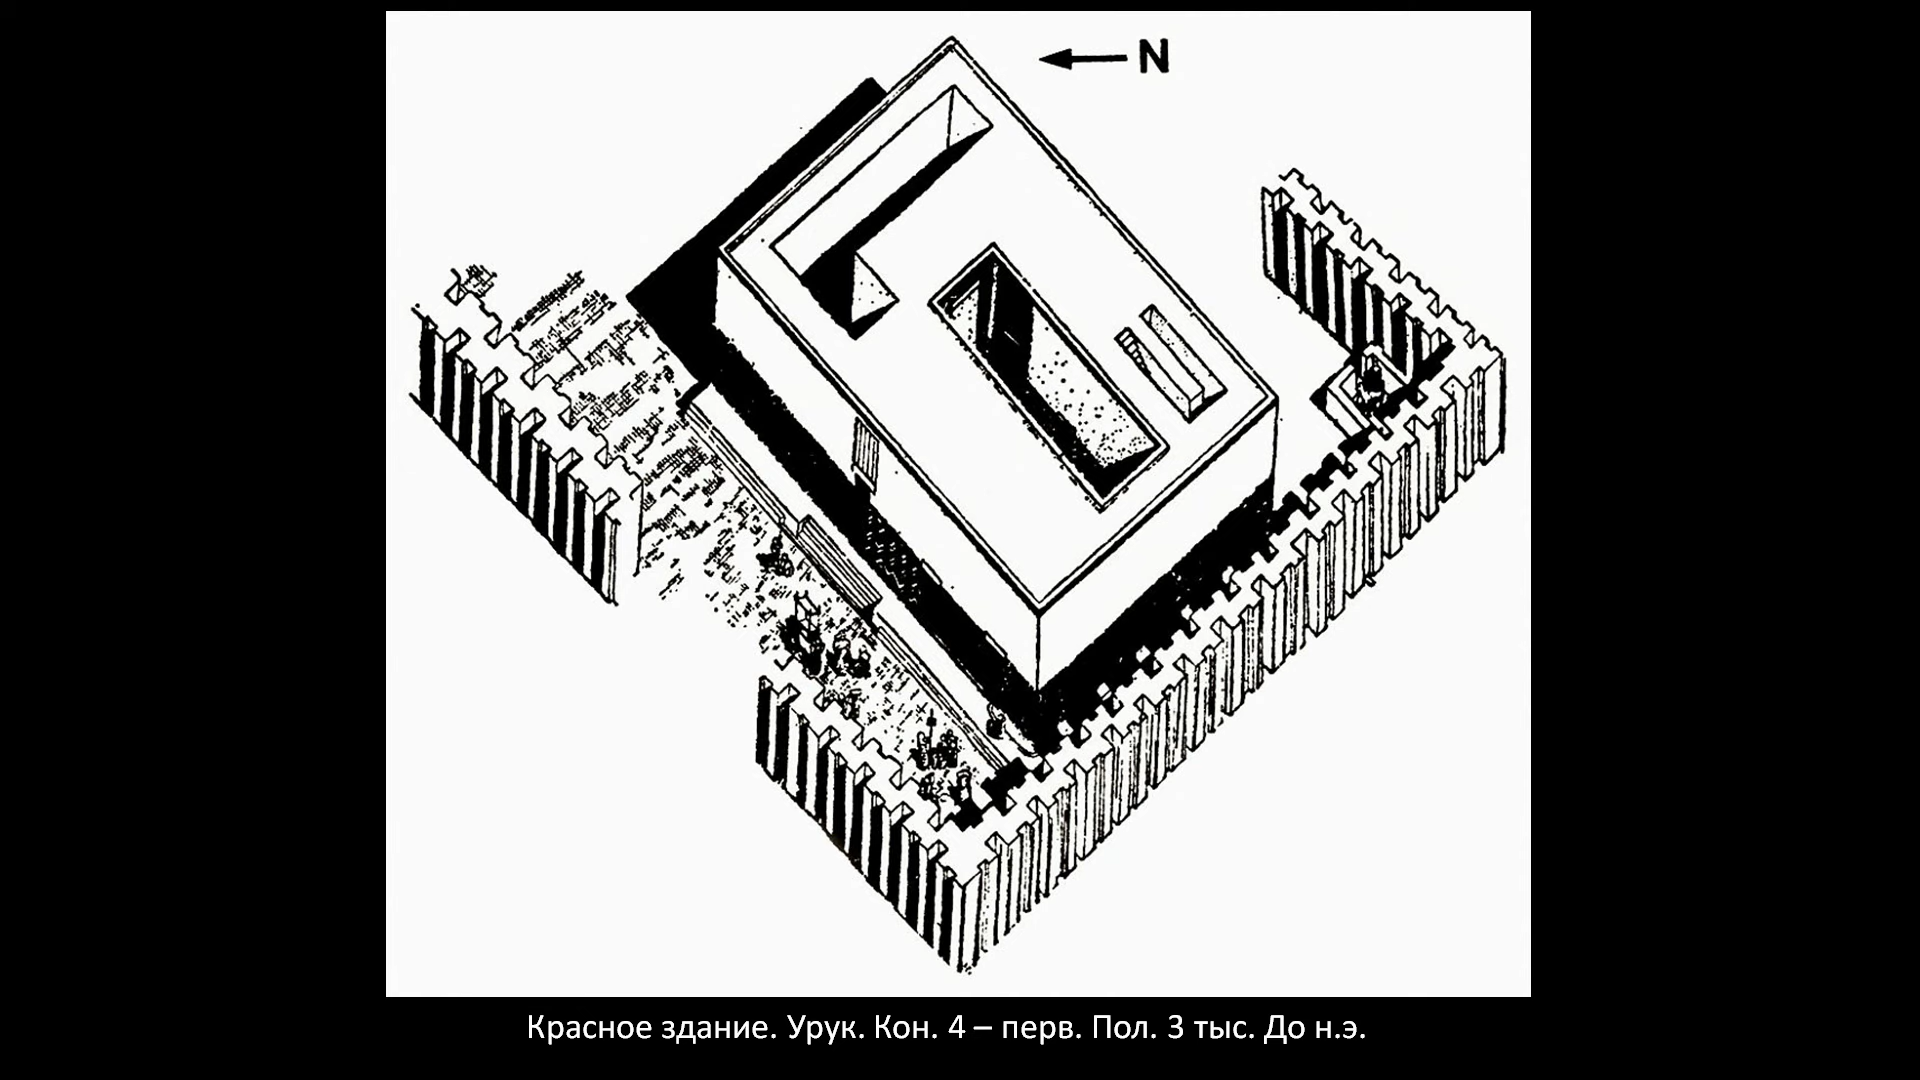 N
Красное здание. Урук. Кон. 4 – перв. Пол. 3 тыс. До н.э.